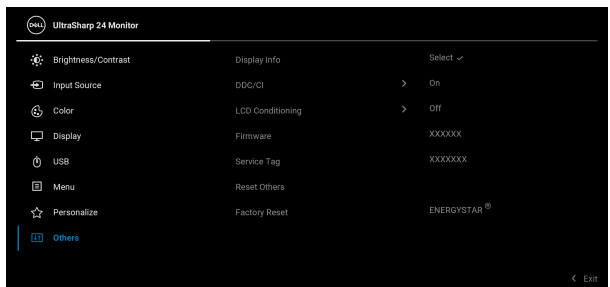 DELL UltraSharp 24 Monitor
Brightness/Contrast Display Info Select ✓
Input Source DDC/CI > On
Color LCD Conditioning > Off
Display Firmware XXXXXX
USB Service Tag XXXXXXX
Menu Reset Others
Personalize Factory Reset ENERGYSTAR ®
Others
< Exit